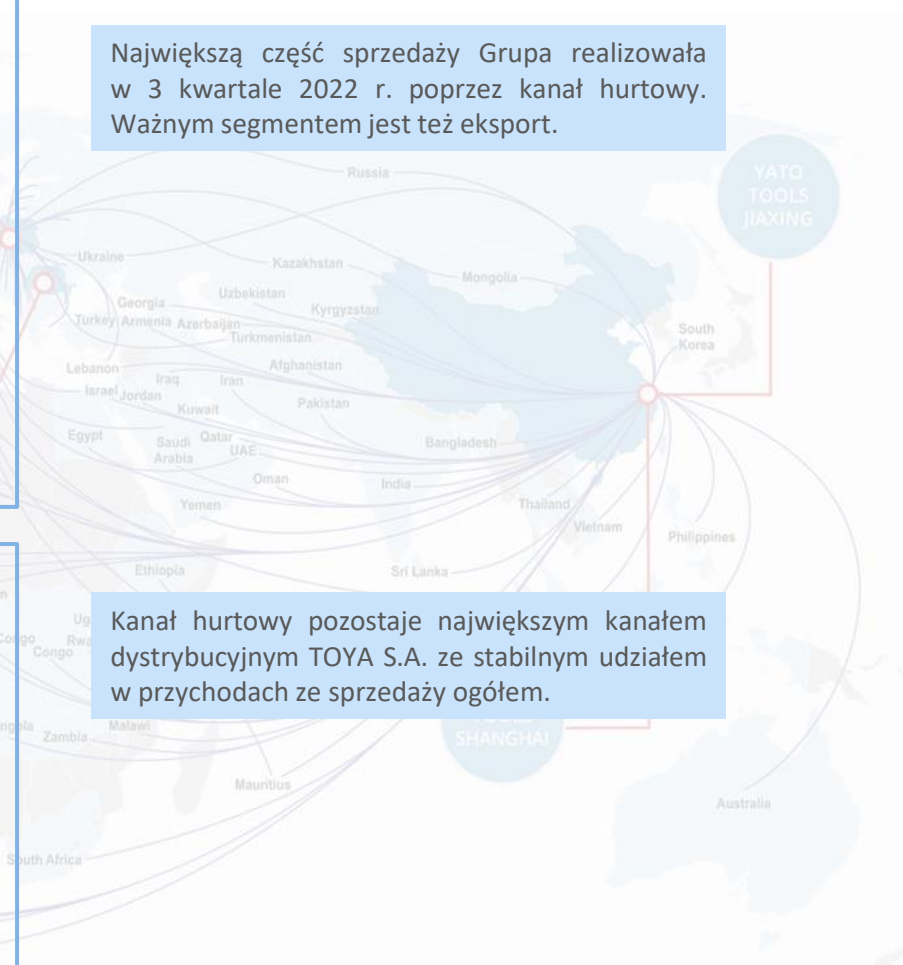 Największą część sprzedaży Grupa realizowała
w 3 kwartale 2022 r. poprzez kanał hurtowy.
Ważnym segmentem jest też eksport.
Russia
YATO
TOOLS
JIAXING
Ukraine
Kazakhstan
Mongolia
Georgia
Uzbekistan
Kyrgyzstan
Turkey
Armenia
Azerbaijan
Turkmenistan
South
Korea
Lebanon
Iraq
Iran
Afghanistan
Israel
Jordan
Kuwait
Pakistan
Egypt
Saudi
Arabia
Qatar
UAE
Bangladesh
Oman
India
Yemen
Thailand
Vietnam
Philippines
Ethiopia
Sri Lanka
Kanał hurtowy pozostaje największym kanałem
dystrybucyjnym TOYA S.A. ze stabilnym udziałem
w przychodach ze sprzedaży ogółem.
Congo
Malawi
Zambia
SHANGHAI
Mauritius
Australia
South Africa